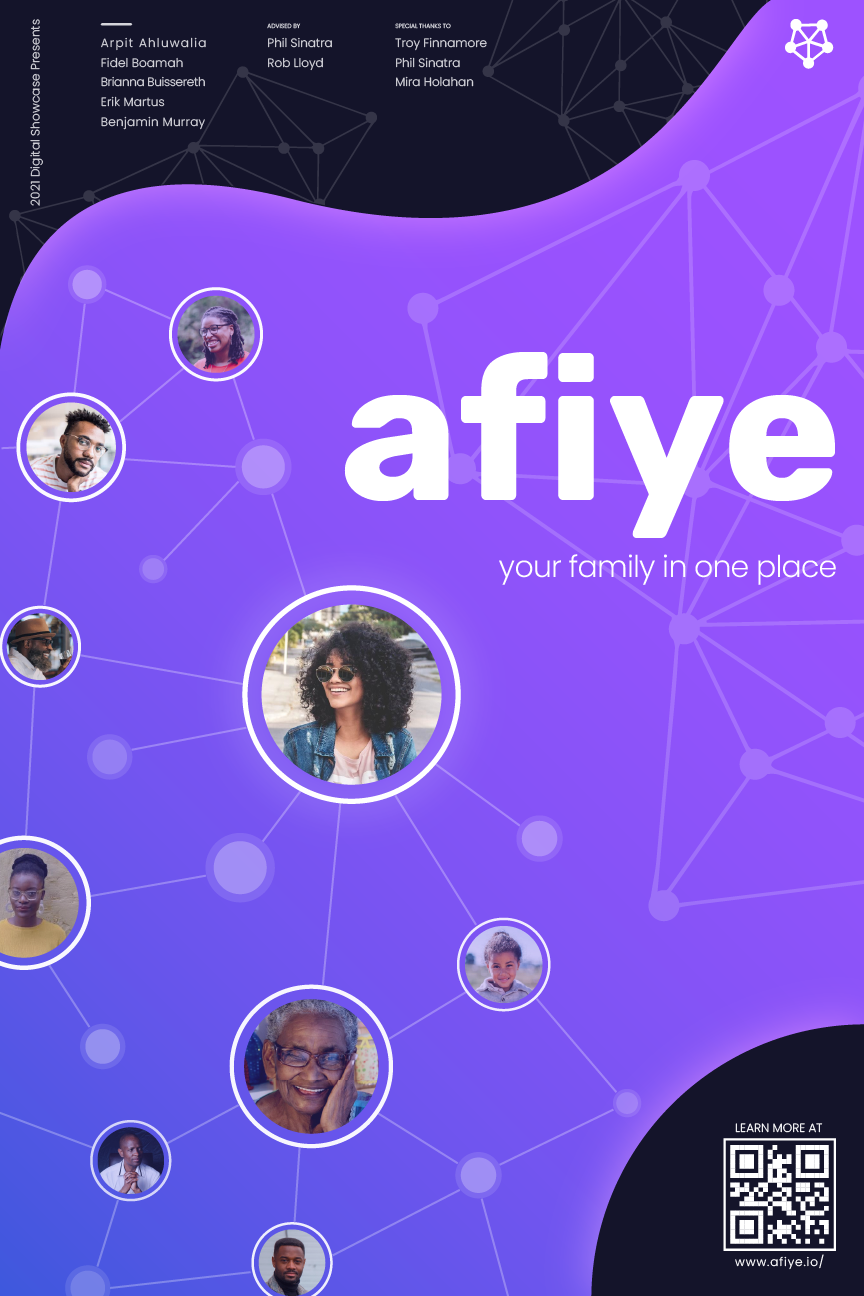 2021 Digital Showcase Presents
Arpit Ahluwalia
Fidel Boamah
Brianna Buissereth
Erik Martus
Benjamin Murray
ADVISED BY
Phil Sinatra
Rob Lloyd
SPECIAL THANKS TO
Troy Finnamore
Phil Sinatra
Mira Holahan
afiye
your family in one place
LEARN MORE AT
www.afiye.io/